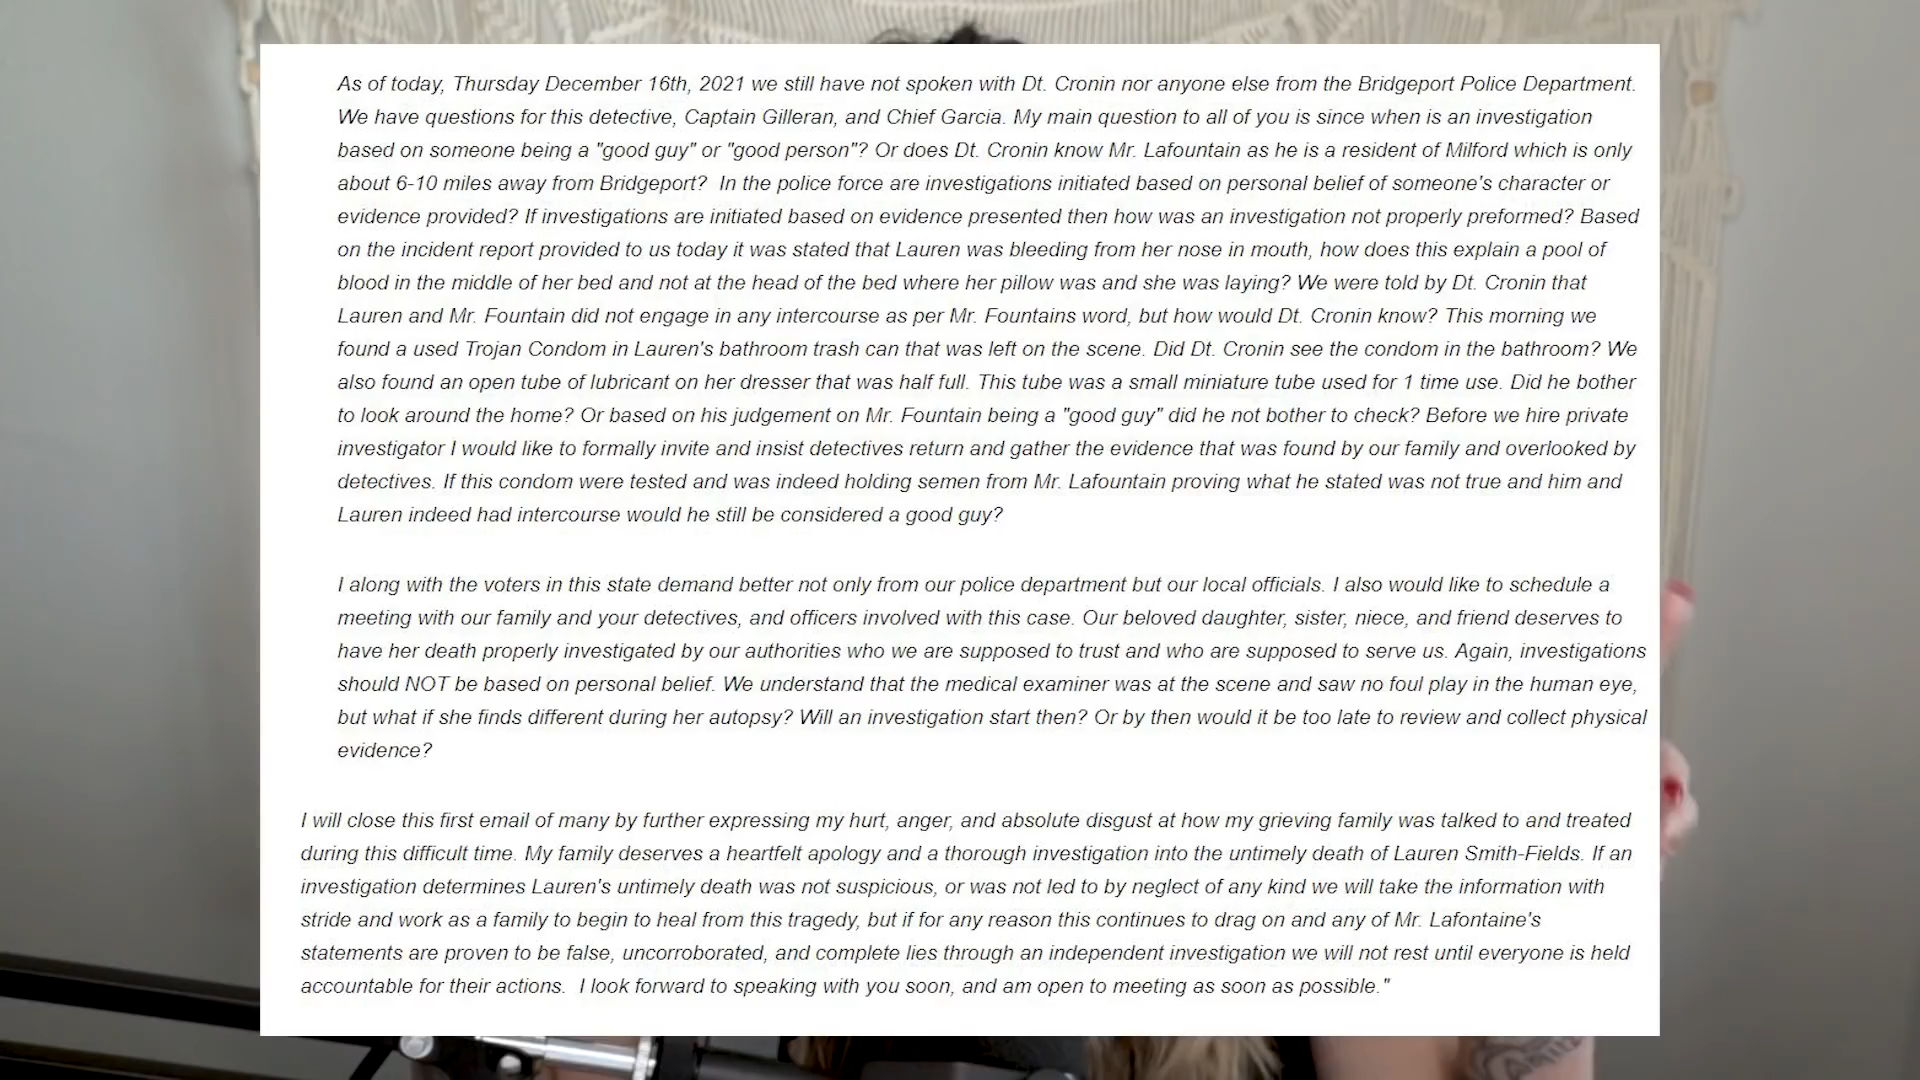 As of today, Thursday December 16th, 2021 we still have not spoken with Dt. Cronin nor anyone else from the Bridgeport Police Department.
We have questions for this detective, Captain Gilleran, and Chief Garcia. My main question to all of you is since when is an investigation
based on someone being a "good guy" or "good person"? Or does Dt. Cronin know Mr. Lafountain as he is a resident of Milford which is only
about 6-10 miles away from Bridgeport?  In the police force are investigations initiated based on personal belief of someone's character or
evidence provided? If investigations are initiated based on evidence presented then how was an investigation not properly preformed? Based
on the incident report provided to us today it was stated that Lauren was bleeding from her nose in mouth, how does this explain a pool of
blood in the middle of her bed and not at the head of the bed where her pillow was and she was laying? We were told by Dt. Cronin that
Lauren and Mr. Fountain did not engage in any intercourse as per Mr. Fountains word, but how would Dt. Cronin know? This morning we
found a used Trojan Condom in Lauren's bathroom trash can that was left on the scene. Did Dt. Cronin see the condom in the bathroom? We
also found an open tube of lubricant on her dresser that was half full. This tube was a small miniature tube used for 1 time use. Did he bother
to look around the home? Or based on his judgement on Mr. Fountain being a "good guy" did he not bother to check? Before we hire private
investigator I would like to formally invite and insist detectives return and gather the evidence that was found by our family and overlooked by
detectives. If this condom were tested and was indeed holding semen from Mr. Lafountain proving what he stated was not true and him and
Lauren indeed had intercourse would he still be considered a good guy?
I along with the voters in this state demand better not only from our police department but our local officials. I also would like to schedule a
meeting with our family and your detectives, and officers involved with this case. Our beloved daughter, sister, niece, and friend deserves to
have her death properly investigated by our authorities who we are supposed to trust and who are supposed to serve us. Again, investigations
should NOT be based on personal belief. We understand that the medical examiner was at the scene and saw no foul play in the human eye,
but what if she finds different during her autopsy? Will an investigation start then? Or by then would it be too late to review and collect physical
evidence?
I will close this first email of many by further expressing my hurt, anger, and absolute disgust at how my grieving family was talked to and treated
during this difficult time. My family deserves a heartfelt apology and a thorough investigation into the untimely death of Lauren Smith-Fields. If an
investigation determines Lauren's untimely death was not suspicious, or was not led to by neglect of any kind we will take the information with
stride and work as a family to begin to heal from this tragedy, but if for any reason this continues to drag on and any of Mr. Lafontaine's
statements are proven to be false, uncorroborated, and complete lies through an independent investigation we will not rest until everyone is held
accountable for their actions.  I look forward to speaking with you soon, and am open to meeting as soon as possible."